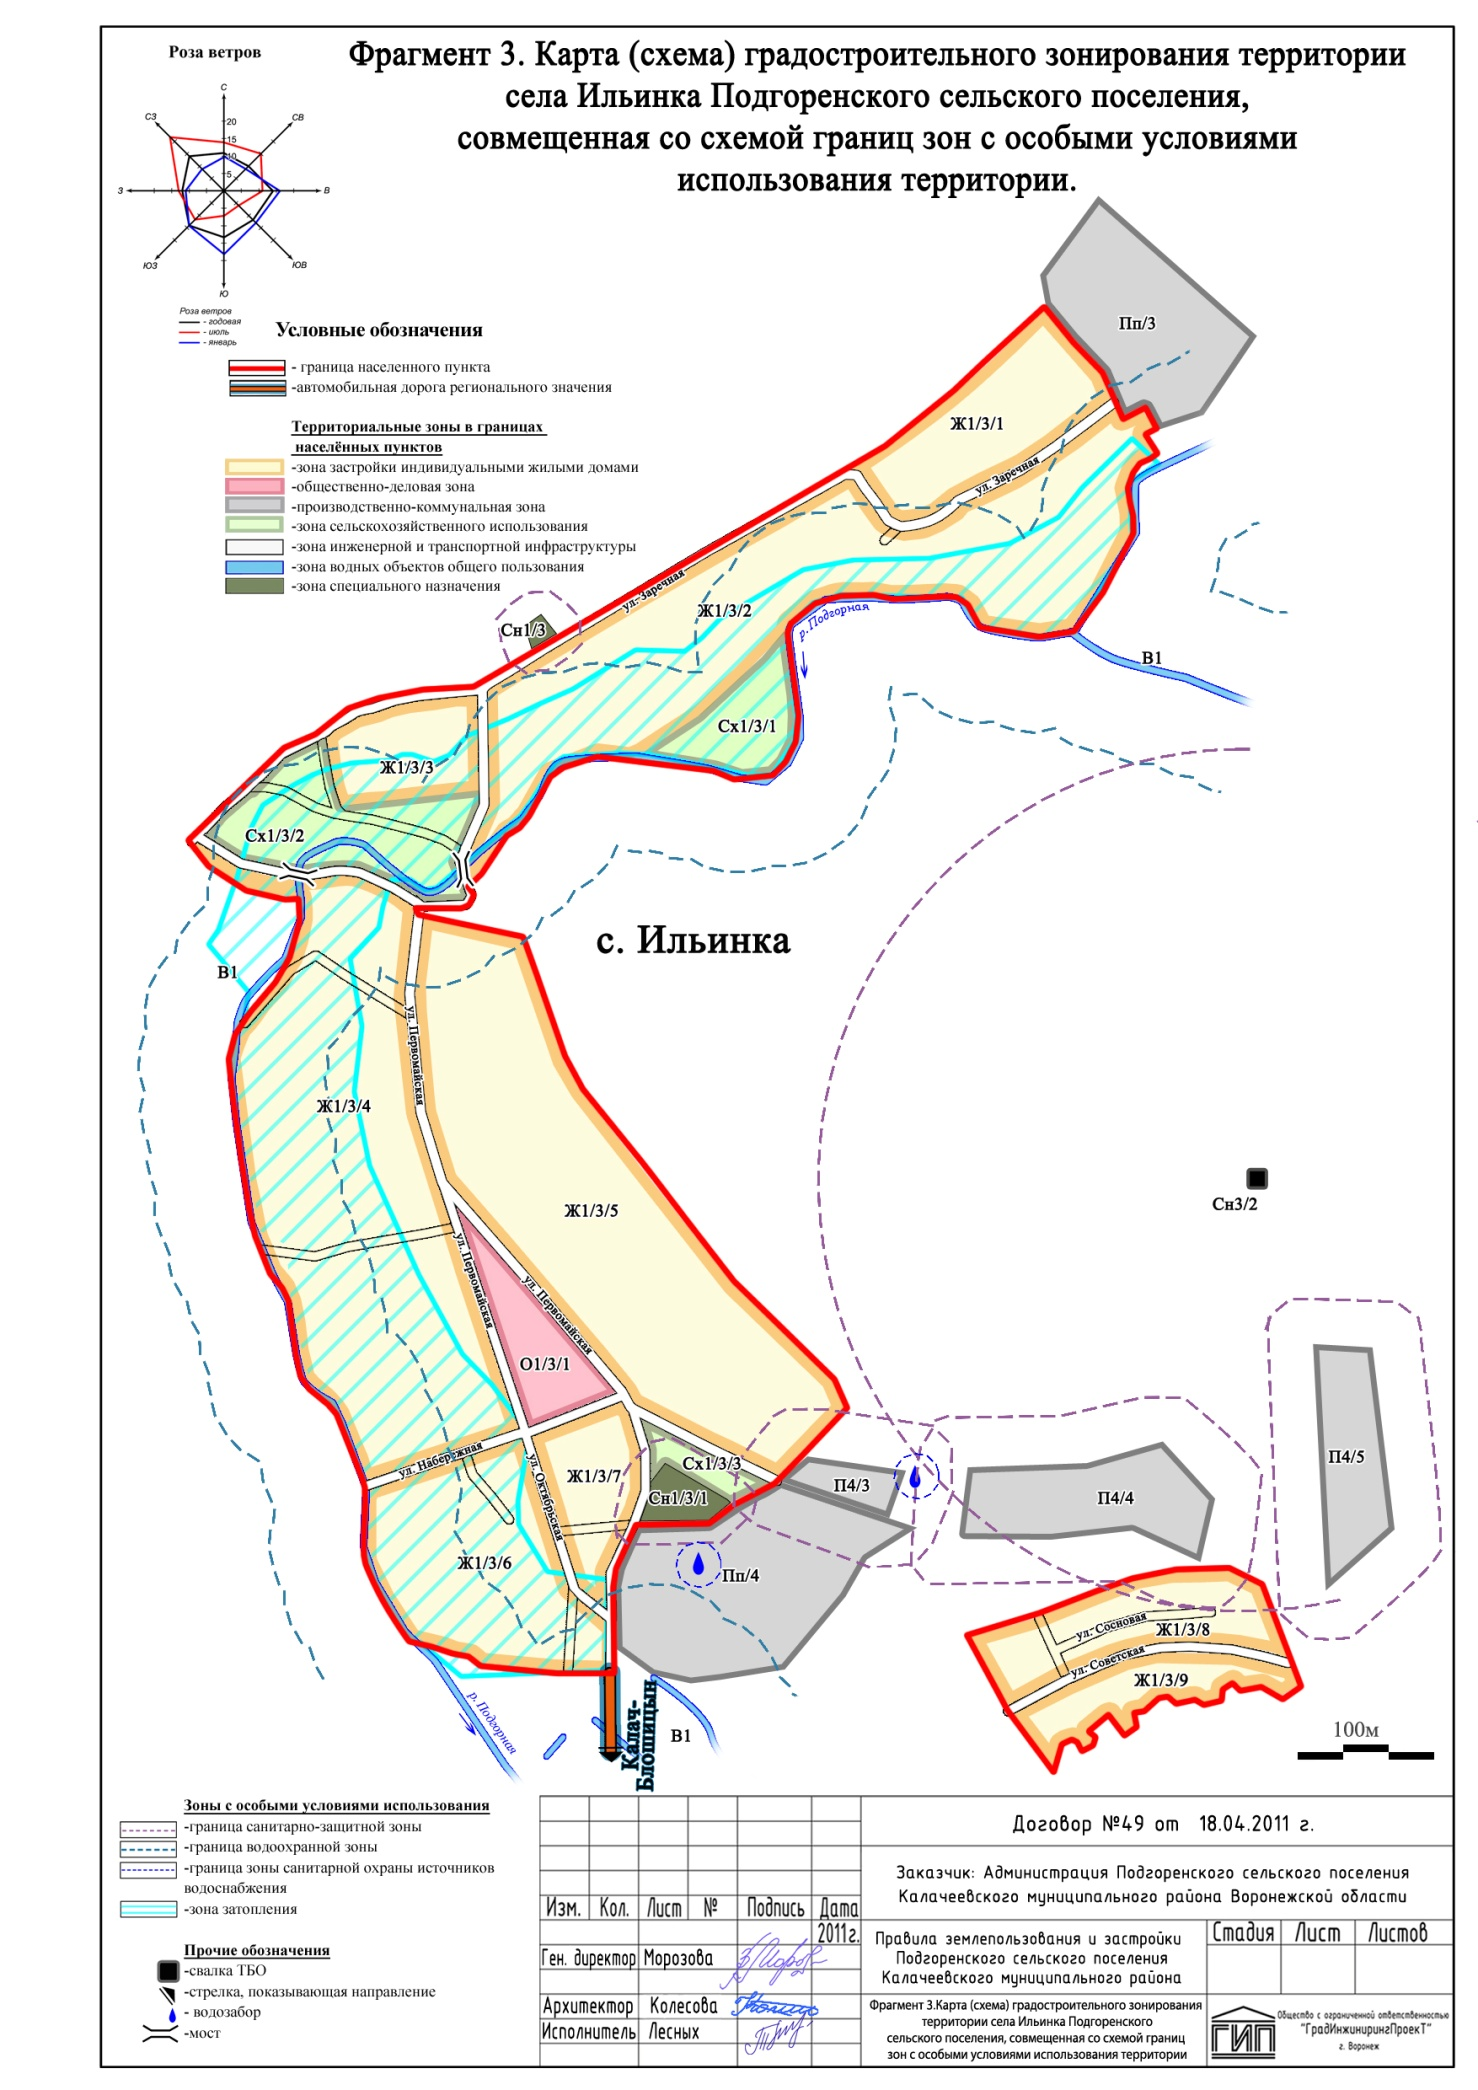 Роза ветров
Фрагмент 3. Карта (схема) градостроительного зонирования территории
села Ильинка Подгоренского сельского поселения,
совмещенная со схемой границ зон с особыми условиями
использования территории.
С
СЗ
СВ
20
15
10
5
З
В
ЮЗ
ЮВ
Ю
Роза ветров
- годовая
- июль
- январь
Условные обозначения
- граница населенного пункта
-автомобильная дорога регионального значения
Территориальные зоны в границах
населённых пунктов
-зона застройки индивидуальными жилыми домами
-общественно-деловая зона
-производственно-коммунальная зона
-зона сельскохозяйственного использования
-зона инженерной и транспортной инфраструктуры
-зона водных объектов общего пользования
-зона специального назначения
Пп/3
Ж1/3/1
ул. Заречная
ул. Заречная
Ж1/3/2
р. Подгорная
Сн1/3
В1
Сх1/3/1
Ж1/3/3
Сх1/3/2
с. Ильинка
В1
ул. Первомайская
Ж1/3/4
Сн3/2
Ж1/3/5
ул. Первомайская
ул. Первомайская
О1/3/1
ул. Набережная
ул. Октябрьская
Ж1/3/7
Сх1/3/3
Сн1/3/1
П4/3
П4/4
П4/5
Ж1/3/6
Пп/4
ул. Сосновая
Ж1/3/8
ул. Советская
Ж1/3/9
р. Подгорная
Калач-
Блошицын
В1
100м
Зоны с особыми условиями использования
-граница санитарно-защитной зоны
-граница водоохранной зоны
-граница зоны санитарной охраны источников
водоснабжения
-зона затопления
Прочие обозначения
-свалка ТБО
-стрелка, показывающая направление
- водозабор
-мост
Договор №49 от 18.04.2011 г.
Заказчик: Администрация Подгоренского сельского поселения
Калачеевского муниципального района Воронежской области
Изм. Кол. Лист № Подпись Дата
2011г.
Ген. директор Морозова
Архитектор Колесова
Исполнитель Лесных
Правила землепользования и застройки
Подгоренского сельского поселения
Калачеевского муниципального района
Стадия Лист Листов
Фрагмент 3.Карта (схема) градостроительного зонирования
территории села Ильинка Подгоренского
сельского поселения, совмещенная со схемой границ
зон с особыми условиями использования территории
ГИП
Общество с ограниченной ответственностью
"ГрадИнжинирингПроекТ"
г. Воронеж